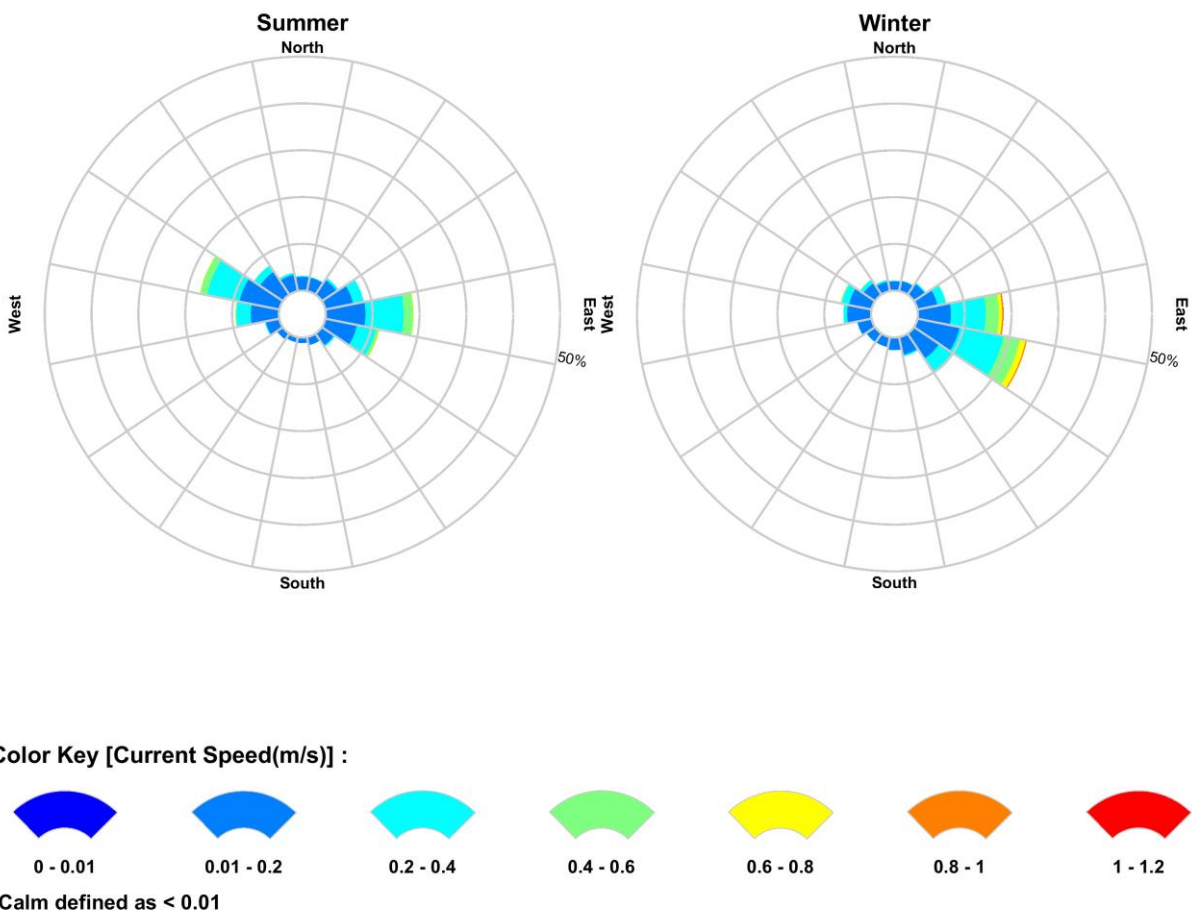 Summer
North
West
East
50%
South
Winter
North
West
East
50%
South
Color Key [Current Speed(m/s)] :
0 - 0.01
0.01 - 0.2
0.2 - 0.4
0.4 - 0.6
0.6 - 0.8
0.8 - 1
1 - 1.2
Calm defined as < 0.01